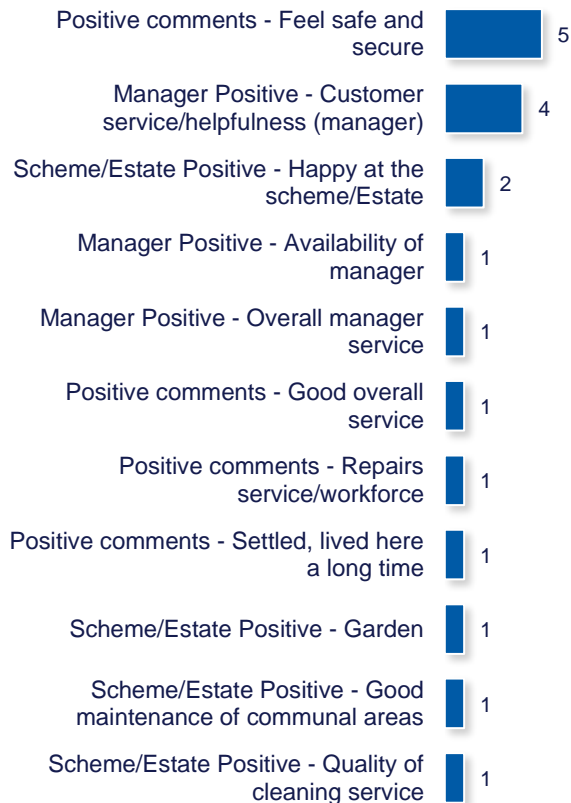 Positive comments - Feel safe and
secure
5
Manager Positive - Customer
service/helpfulness (manager)
4
Scheme/Estate Positive - Happy at the
scheme/Estate
2
Manager Positive - Availability of
manager
1
Manager Positive - Overall manager
service
1
Positive comments - Good overall
service
1
Positive comments - Repairs
service/workforce
1
Positive comments - Settled, lived here
a long time
1
Scheme/Estate Positive - Garden
1
Scheme/Estate Positive - Good
maintenance of communal areas
1
Scheme/Estate Positive - Quality of
cleaning service
1